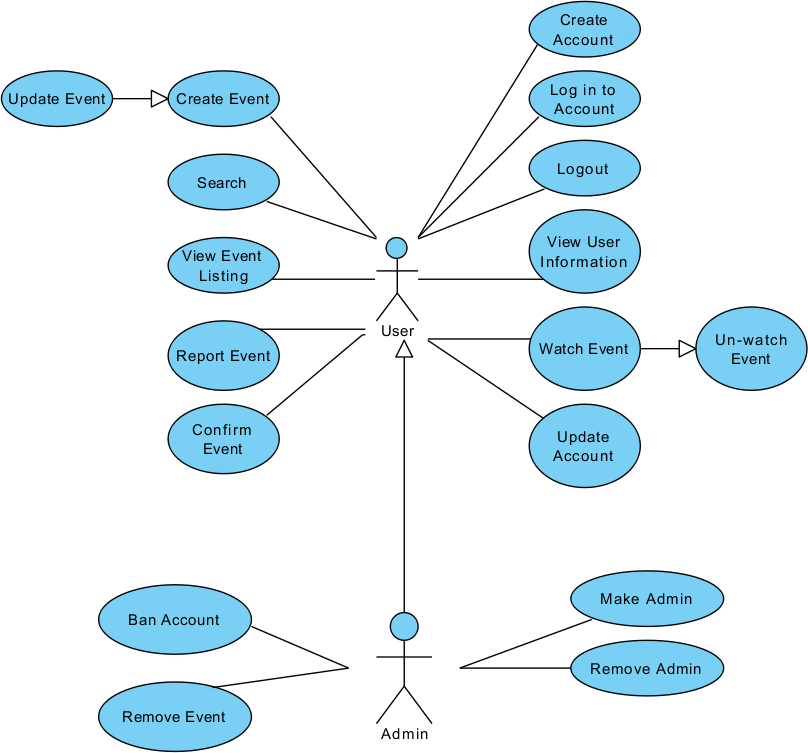 Create
Account
Update Event
Create Event
Log in to
Account
Search
Logout
View Event
Listing
View User
Information
User
Report Event
Watch Event
Un-watch
Event
Confirm
Event
Update
Account
Ban Account
Make Admin
Remove Event
Remove Admin
Admin